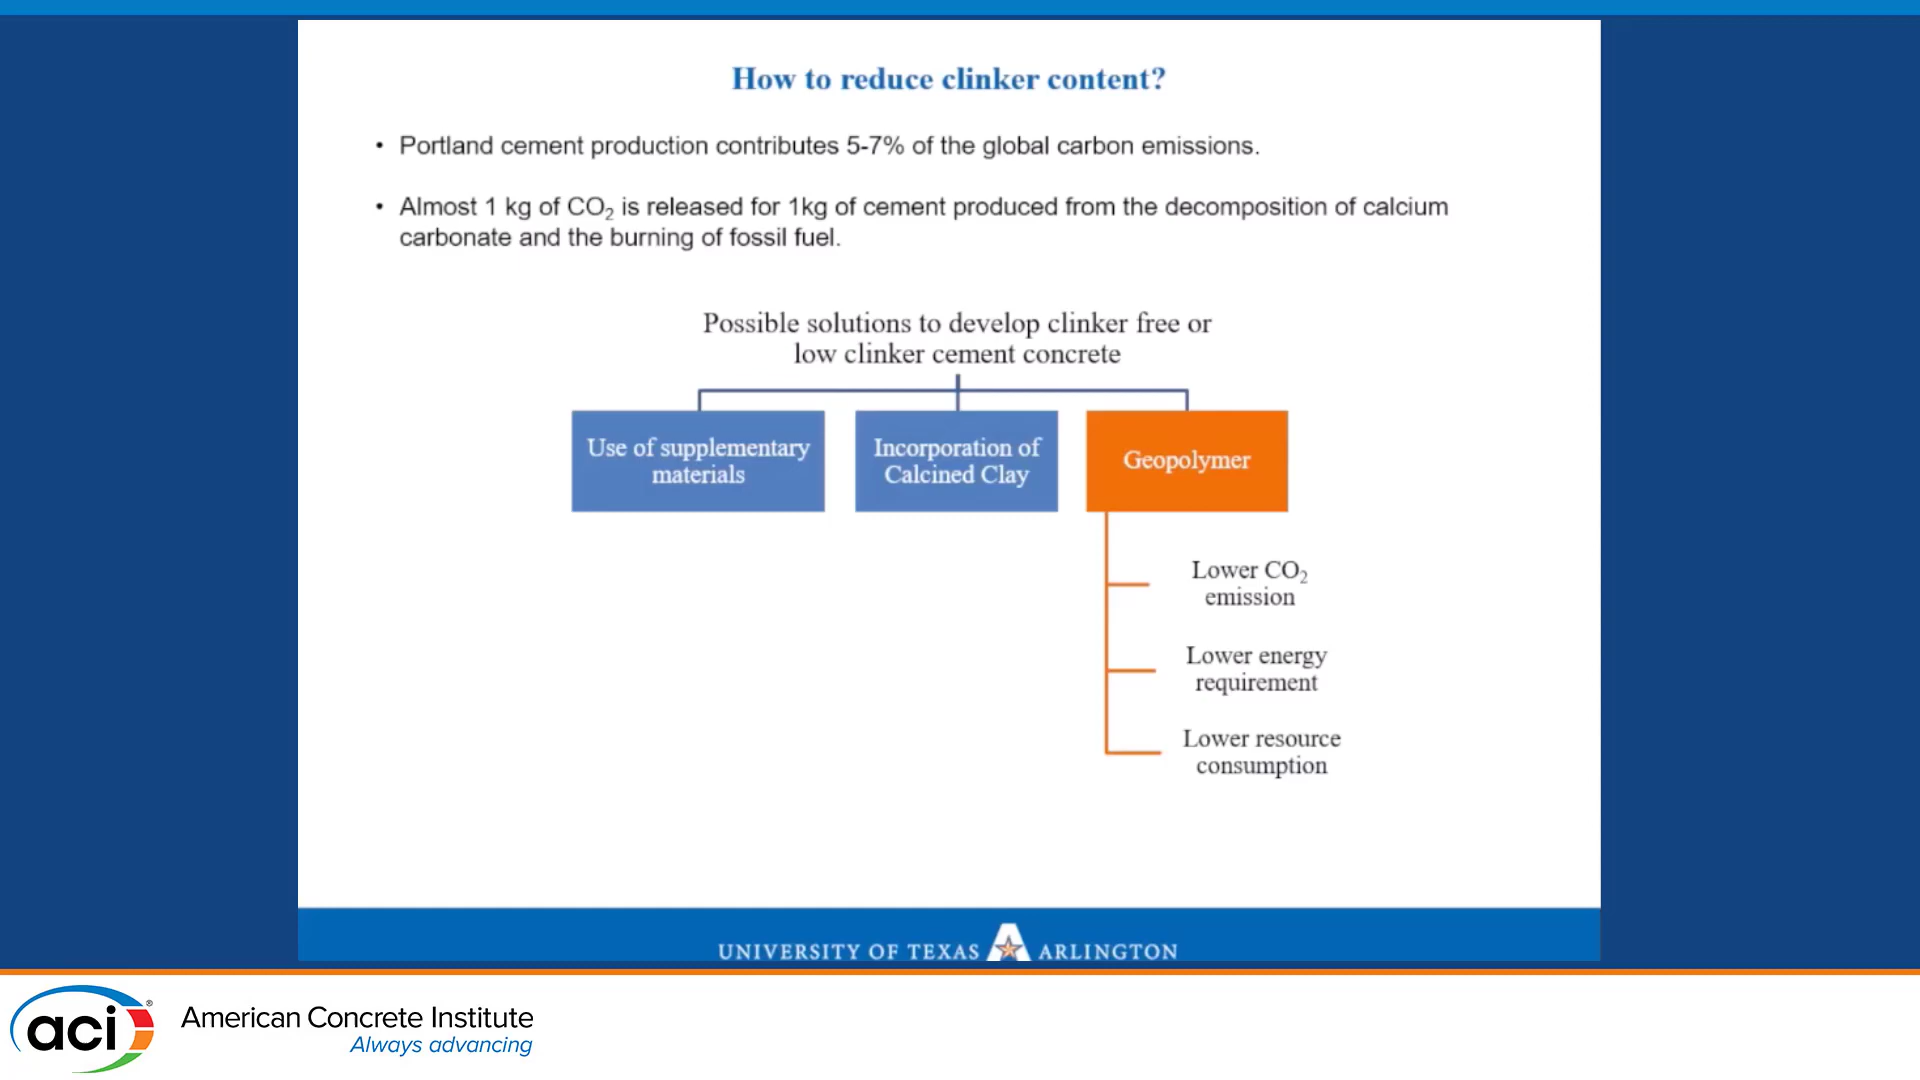 How to reduce clinker content?
• Portland cement production contributes 5-7% of the global carbon emissions.
• Almost 1 kg of CO₂ is released for 1kg of cement produced from the decomposition of calcium
carbonate and the burning of fossil fuel.
Possible solutions to develop clinker free or
low clinker cement concrete
Use of supplementary
materials
Incorporation of
Calcined Clay
Geopolymer
Lower CO₂
emission
Lower energy
requirement
Lower resource
consumption
UNIVERSITY OF TEXAS A ARLINGTON
aci®
American Concrete Institute
Always advancing